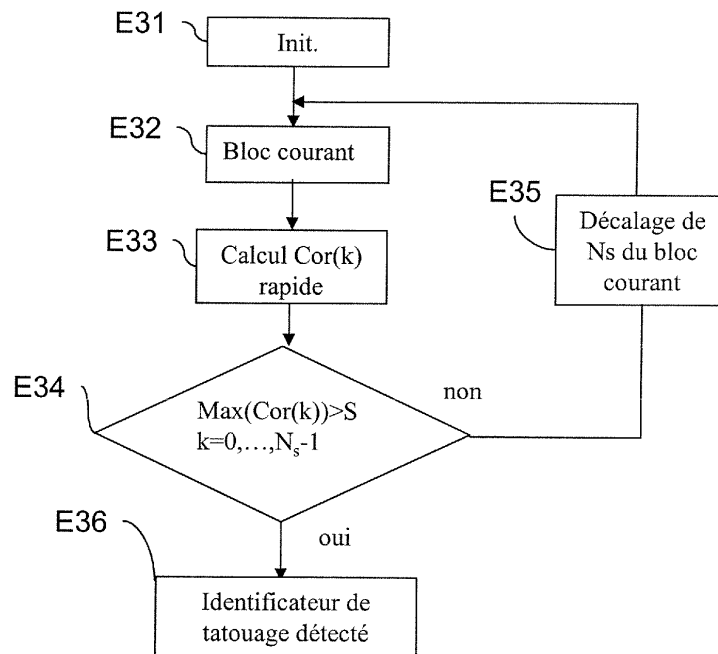 E31
Init.
E32
Bloc courant
E33
Calcul Cor(k)
rapide
E35
Décalage de
Ns du bloc
courant
E34
Max(Cor(k))>S
k=0,...,Ns-1
non
oui
E36
Identificateur de
tatouage détecté